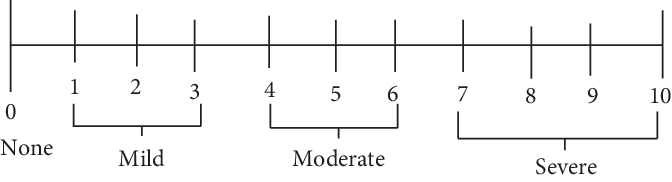 0 1 2 3 4 5 6 7 8 9 10
None Mild Moderate Severe